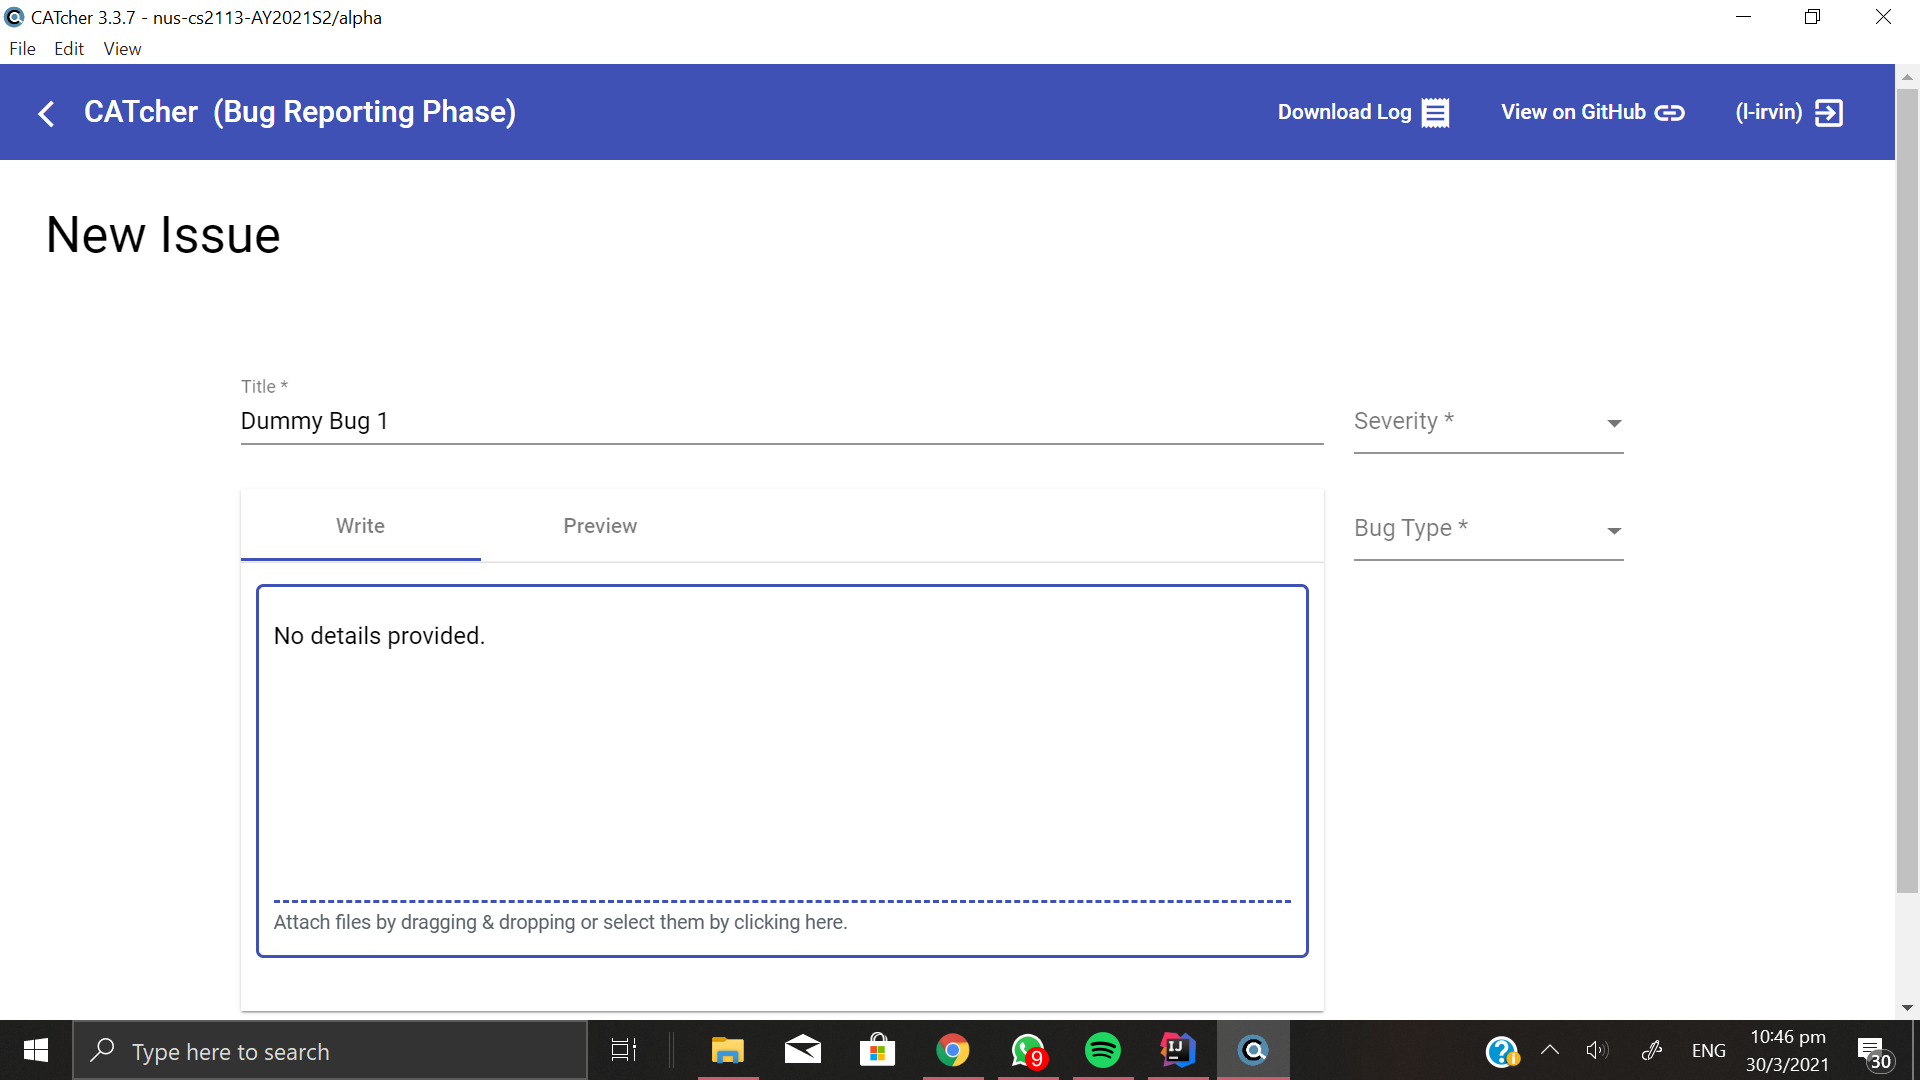 CATcher 3.3.7 - nus-cs2113-AY2021S2/alpha
File Edit View
CATcher (Bug Reporting Phase)
Download Log
View on GitHub
(l-irvin)
New Issue
Title *
Dummy Bug 1
Severity *
Write
Preview
Bug Type *
No details provided.
Attach files by dragging & dropping or select them by clicking here.
Type here to search
9
IJ
ENG
10:46 pm
30/3/2021
30